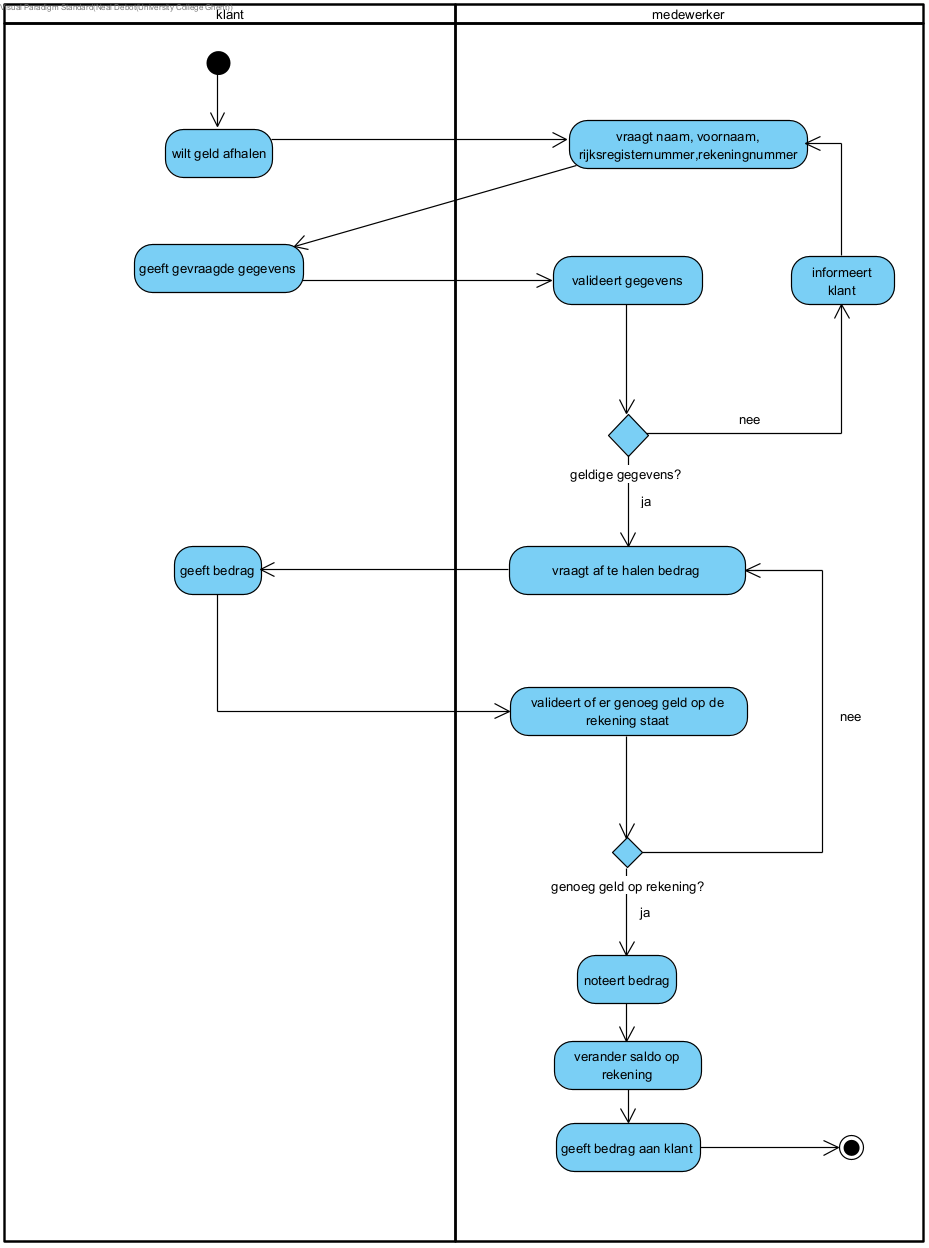 Visual Paradigm Standard(Neal Debot(University College Ghent))
klant
medewerker
wilt geld afhalen
vraagt naam, voornaam,
rijksregisternummer,rekeningnummer
geeft gevraagde gegevens
valideert gegevens
informeert
klant
nee
geldige gegevens?
ja
geeft bedrag
vraagt af te halen bedrag
valideert of er genoeg geld op de
rekening staat
nee
genoeg geld op rekening?
ja
noteert bedrag
verander saldo op
rekening
geeft bedrag aan klant